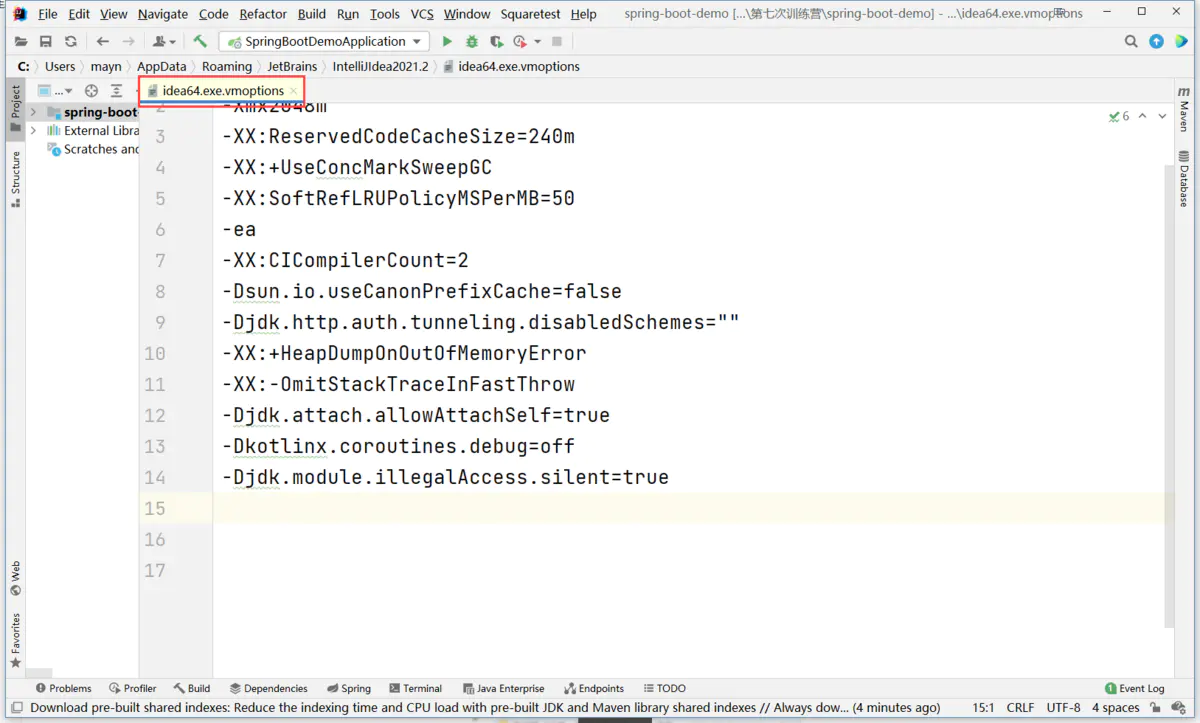 File Edit View Navigate Code Refactor Build Run Tools VCS Window Squaretest Help spring-boot-demo [...\第七次训练营\spring-boot-demo] - ...\idea64.exe.vmoptions
SpringBootDemoApplication
C: Users mayn AppData Roaming JetBrains IntelliJIdea2021.2 idea64.exe.vmoptions
... idea64.exe.vmoptions
Project
Structure
Web
Favorites
spring-boot
External Libra
Scratches and
2 -Xmx2048m
3 -XX:ReservedCodeCacheSize=240m
4 -XX:+UseConcMarkSweepGC
5 -XX:SoftRefLRUPolicyMSPerMB=50
6 -ea
7 -XX:CICompilerCount=2
8 -Dsun.io.useCanonPrefixCache=false
9 -Djdk.http.auth.tunneling.disabledSchemes=""
10 -XX:+HeapDumpOnOutOfMemoryError
11 -XX:-OmitStackTraceInFastThrow
12 -Djdk.attach.allowAttachSelf=true
13 -Dkotlinx.coroutines.debug=off
14 -Djdk.module.illegalAccess.silent=true
15
16
17
6
m Maven
Database
Problems Profiler Build Dependencies Spring Terminal Java Enterprise Endpoints TODO 1 Event Log
Download pre-built shared indexes: Reduce the indexing time and CPU load with pre-built JDK and Maven library shared indexes // Always dow... (4 minutes ago) 15:1 CRLF UTF-8 4 spaces